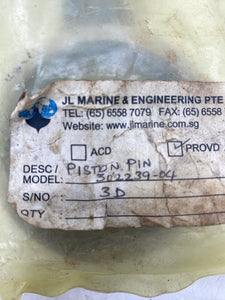 JL MARINE & ENGINEERING PTE
TEL: (65) 6558 7079 FAX: (65) 6558
Website: www.jlmarine.com.sg
ACD PROVD
DESC/ PISTON PIN
MODEL: 302239-04
S/NO 3D
QTY